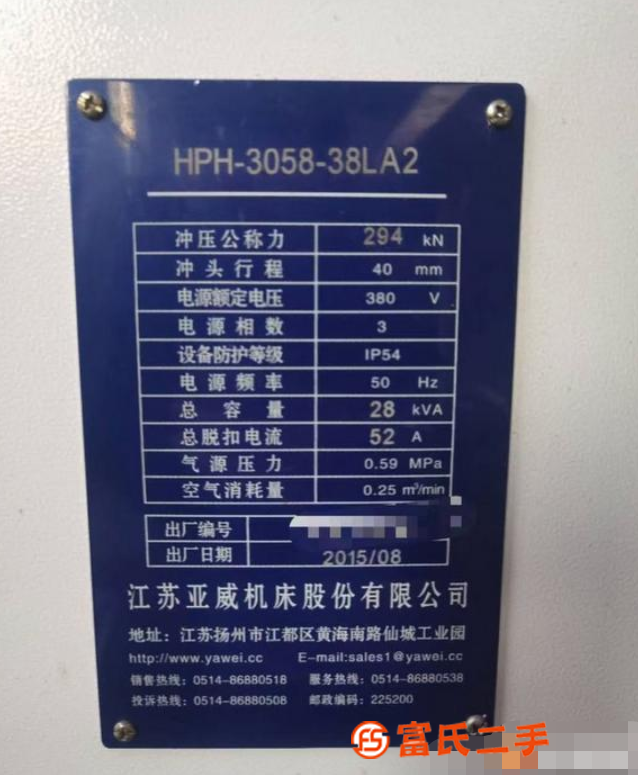 HPH-3058-38LA2
冲压公称力 294 kN
冲头行程 40 mm
电源额定电压 380 V
电源相数 3
设备防护等级 IP54
电源频率 50 Hz
总容量 28 kVA
总脱扣电流 52 A
气源压力 0.59 MPa
空气消耗量 0.25 m³/min
出厂编号
出厂日期 2015/08
江苏亚威机床股份有限公司
地址：江苏扬州市江都区黄海南路仙城工业园
http://www.yawei.cc E-mail:sales1@yawei.cc
销售热线：0514-86880518 服务热线：0514-86880538
投诉热线：0514-86880508 邮政编码：225200
富氏二手